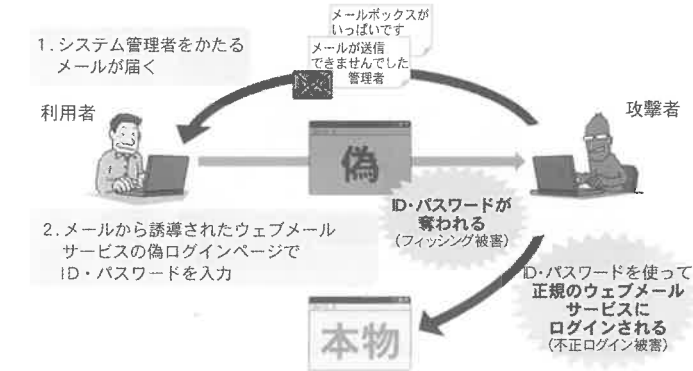 メールボックスが
いっぱいです
メールが送信
できませんでした
管理者
1.システム管理者をかたる
メールが届く
利用者
攻撃者
偽
ID・パスワードが
奪われる
(フィッシング被害)
2.メールから誘導されたウェブメール
サービスの偽ログインページで
ID・パスワードを入力
ID・パスワードを使って
正規のウェブメール
サービスに
ログインされる
(不正ログイン被害)
本物